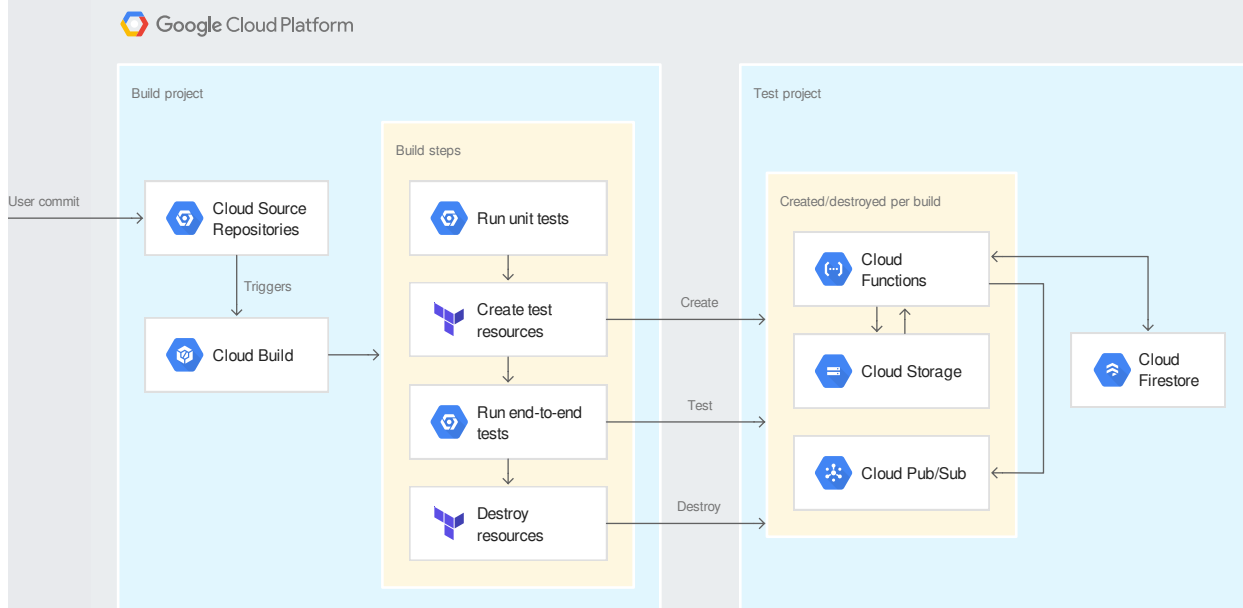 Google Cloud Platform
Build project
Test project
Build steps
User commit
Cloud Source
Repositories
Triggers
Cloud Build
Run unit tests
Create test
resources
Run end-to-end
tests
Destroy
resources
Create
Test
Destroy
Created/destroyed per build
Cloud
Functions
Cloud Storage
Cloud Pub/Sub
Cloud
Firestore